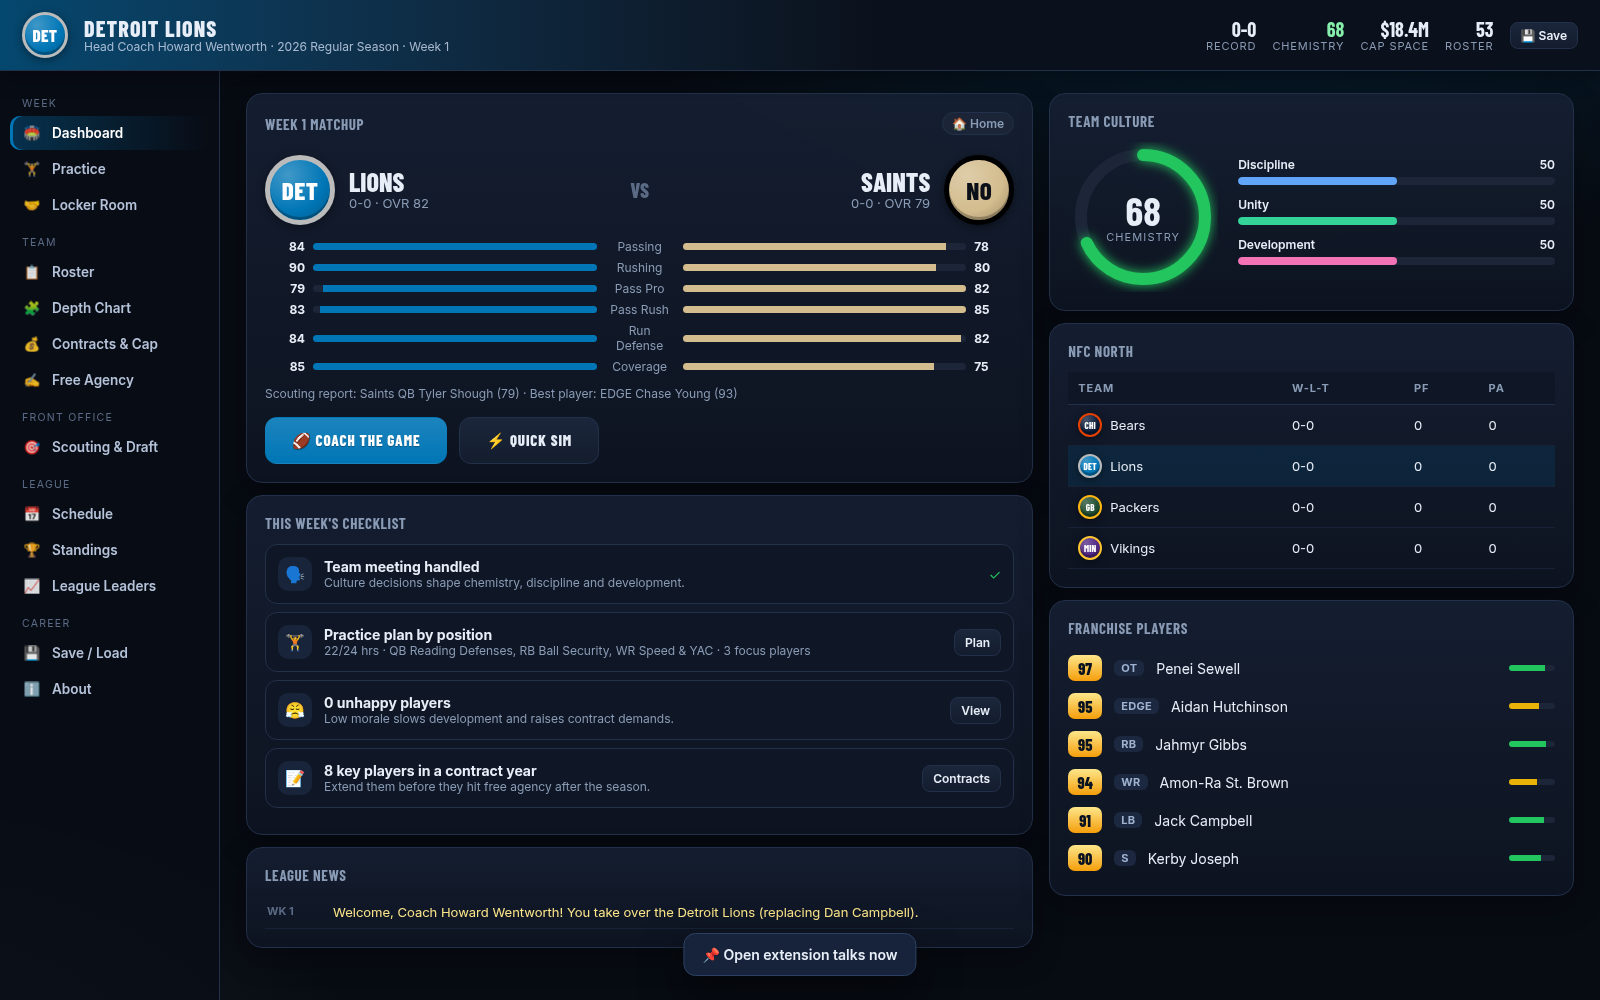 DET
DETROIT LIONS
Head Coach Howard Wentworth · 2026 Regular Season · Week 1
0-0
RECORD
68
CHEMISTRY
$18.4M
CAP SPACE
53
ROSTER
💾 Save
WEEK
Dashboard
Practice
Locker Room
TEAM
Roster
Depth Chart
Contracts & Cap
Free Agency
FRONT OFFICE
Scouting & Draft
LEAGUE
Schedule
Standings
League Leaders
CAREER
Save / Load
About
WEEK 1 MATCHUP
🏠 Home
DET
LIONS
0-0 · OVR 82
VS
SAINTS
0-0 · OVR 79
NO
84 Passing 78
90 Rushing 80
79 Pass Pro 82
83 Pass Rush 85
84 Run Defense 82
85 Coverage 75
Scouting report: Saints QB Tyler Shough (79) · Best player: EDGE Chase Young (93)
🏈 COACH THE GAME
⚡ QUICK SIM
THIS WEEK'S CHECKLIST
Team meeting handled
Culture decisions shape chemistry, discipline and development.
✓
Practice plan by position
22/24 hrs · QB Reading Defenses, RB Ball Security, WR Speed & YAC · 3 focus players
Plan
0 unhappy players
Low morale slows development and raises contract demands.
View
8 key players in a contract year
Extend them before they hit free agency after the season.
Contracts
LEAGUE NEWS
WK 1 Welcome, Coach Howard Wentworth! You take over the Detroit Lions (replacing Dan Campbell).
📌 Open extension talks now
TEAM CULTURE
68
CHEMISTRY
Discipline 50
Unity 50
Development 50
NFC NORTH
TEAM W-L-T PF PA
CHI Bears 0-0 0 0
DET Lions 0-0 0 0
GB Packers 0-0 0 0
MIN Vikings 0-0 0 0
FRANCHISE PLAYERS
97 OT Penei Sewell
95 EDGE Aidan Hutchinson
95 RB Jahmyr Gibbs
94 WR Amon-Ra St. Brown
91 LB Jack Campbell
90 S Kerby Joseph